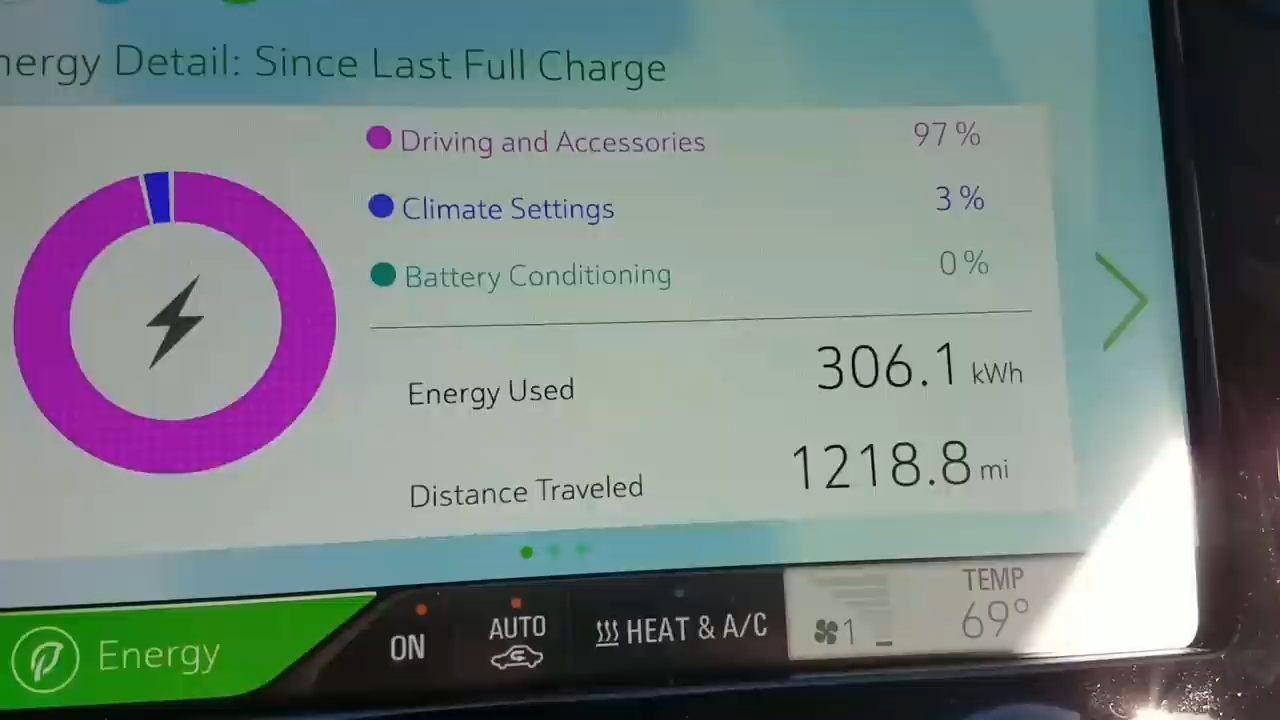 nergy Detail: Since Last Full Charge
Driving and Accessories 97%
Climate Settings 3%
Battery Conditioning 0%
Energy Used 306.1 kWh
Distance Traveled 1218.8 mi
Energy ON AUTO HEAT & A/C 1 TEMP 69°